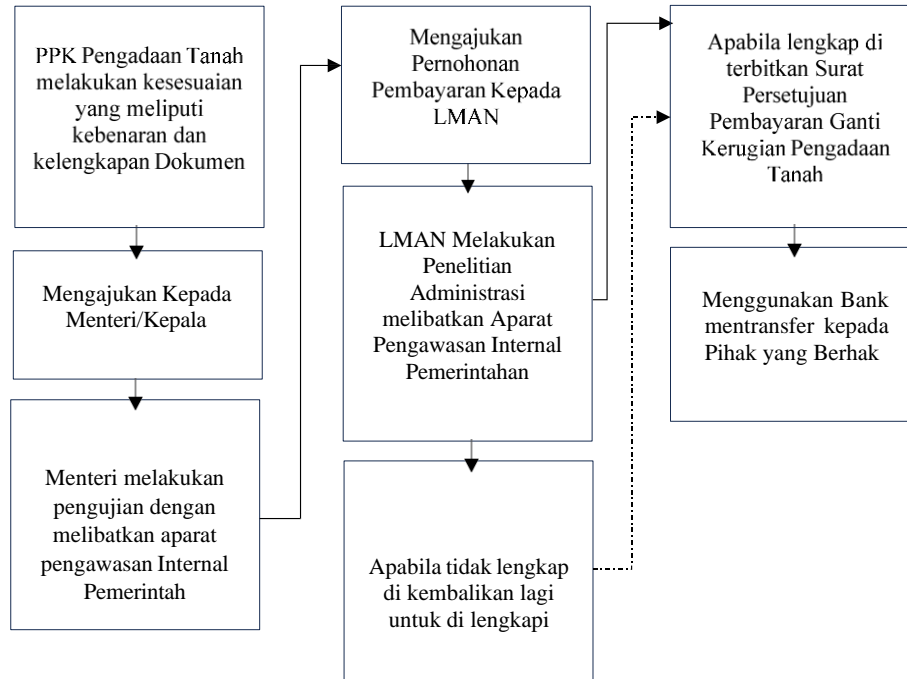 PPK Pengadaan Tanah
melakukan kesesuaian
yang meliputi
kebenaran dan
kelengkapan Dokumen
Mengajukan Kepada
Menteri/Kepala
Menteri melakukan
pengujian dengan
melibatkan aparat
pengawasan Internal
Pemerintah
Mengajukan
Pernohonan
Pembayaran Kepada
LMAN
LMAN Melakukan
Penelitian
Administrasi
melibatkan Aparat
Pengawasan Internal
Pemerintahan
Apabila tidak lengkap
di kembalikan lagi
untuk di lengkapi
Apabila lengkap di
terbitkan Surat
Persetujuan
Pembayaran Ganti
Kerugian Pengadaan
Tanah
Menggunakan Bank
mentransfer kepada
Pihak yang Berhak